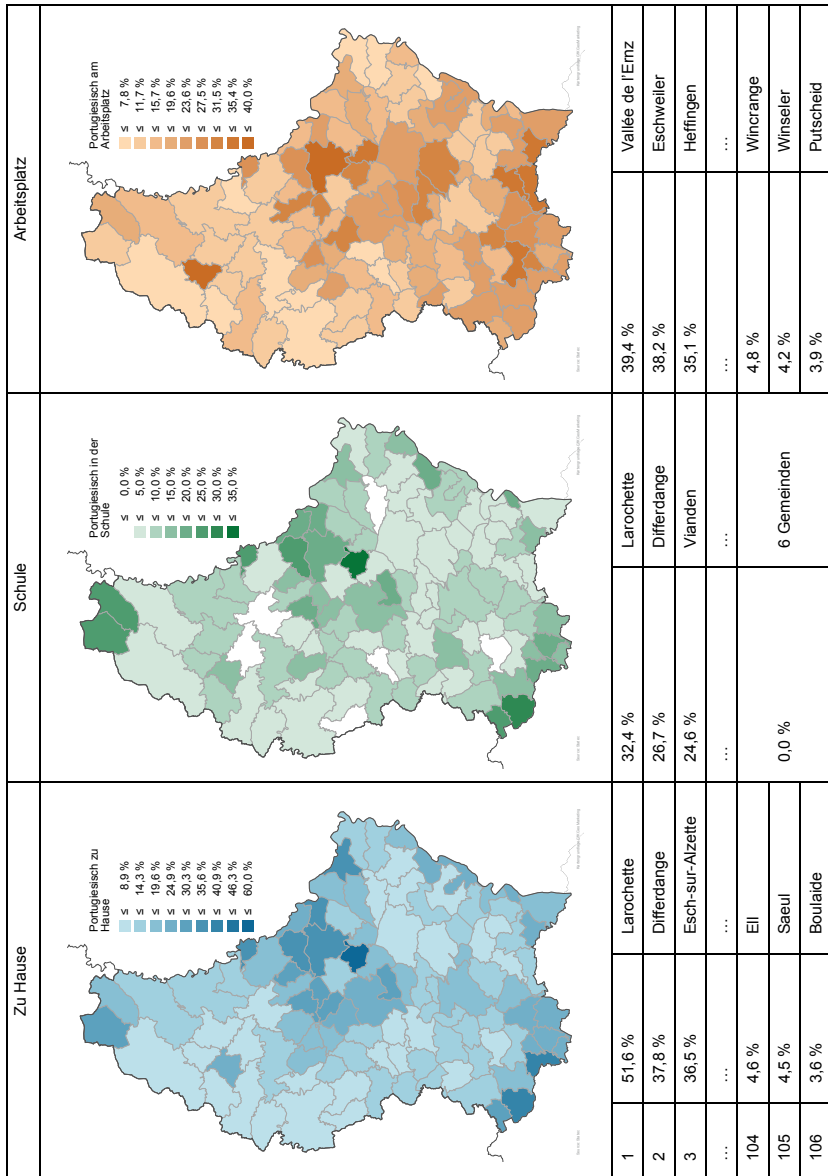 Zu Hause
Schule
Arbeitsplatz
Portugiesisch zu
Hause
≤ 8,9 %
≤ 14,3 %
≤ 19,6 %
≤ 24,9 %
≤ 30,3 %
≤ 35,6 %
≤ 40,9 %
≤ 46,3 %
≤ 60,0 %
Portugiesisch in der
Schule
≤ 0,0 %
≤ 5,0 %
≤ 10,0 %
≤ 15,0 %
≤ 20,0 %
≤ 25,0 %
≤ 30,0 %
≤ 35,0 %
Portugiesisch am
Arbeitsplatz
≤ 7,8 %
≤ 11,7 %
≤ 15,7 %
≤ 19,6 %
≤ 23,6 %
≤ 27,5 %
≤ 31,5 %
≤ 35,4 %
≤ 40,0 %
1 51,6 % Larochette 32,4 % Larochette 39,4 % Vallée de l'Ernz
2 37,8 % Differdange 26,7 % Differdange 38,2 % Eschweiler
3 36,5 % Esch-sur-Alzette 24,6 % Vianden 35,1 % Heffingen
… … … … … … …
104 4,6 % Ell 4,8 % Wincrange
105 4,5 % Saeul 0,0 % 6 Gemeinden 4,2 % Winseler
106 3,6 % Boulaide 3,9 % Putscheid